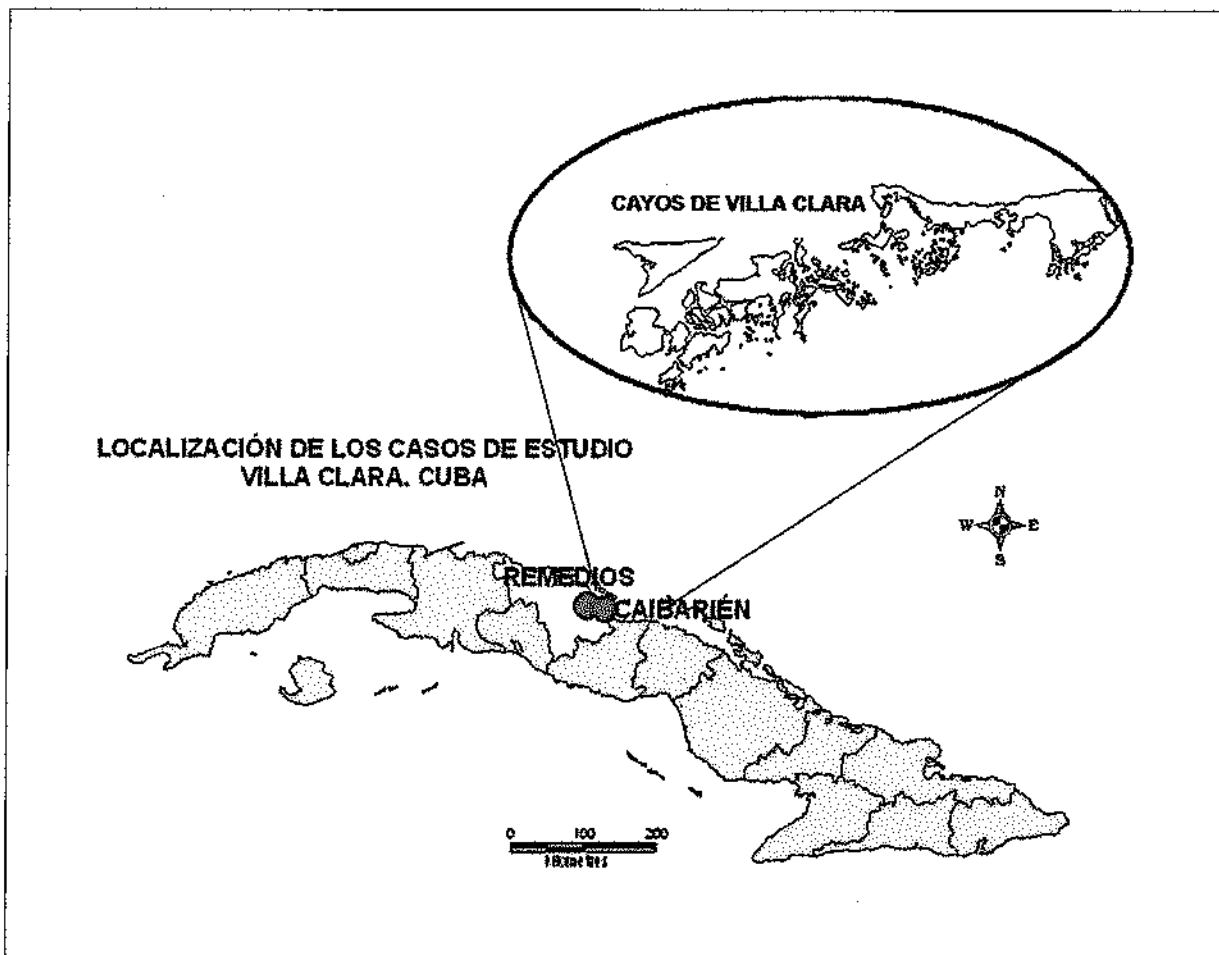 CAYOS DE VILLA CLARA
LOCALIZACIÓN DE LOS CASOS DE ESTUDIO
VILLA CLARA. CUBA
N
W E
S
REMEDIOS
CAIBARIÉN
0 100 200